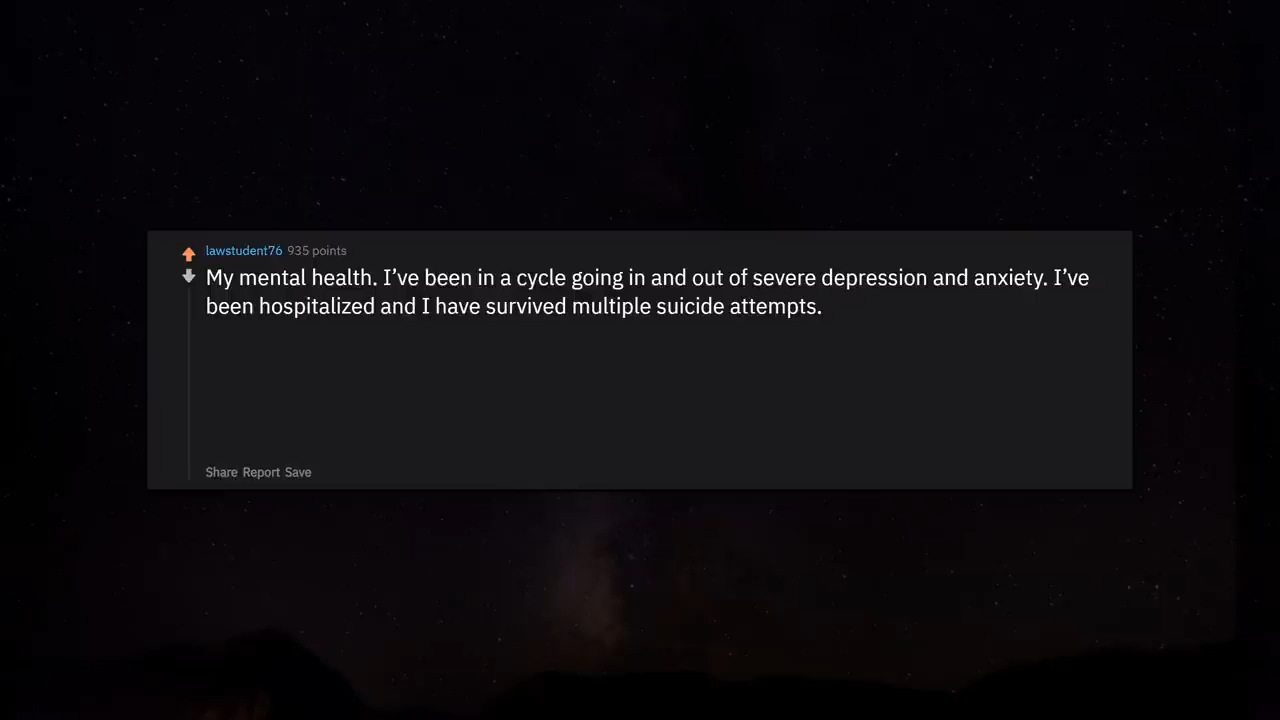 lawstudent76 935 points
My mental health. I’ve been in a cycle going in and out of severe depression and anxiety. I’ve
been hospitalized and I have survived multiple suicide attempts.
Share Report Save